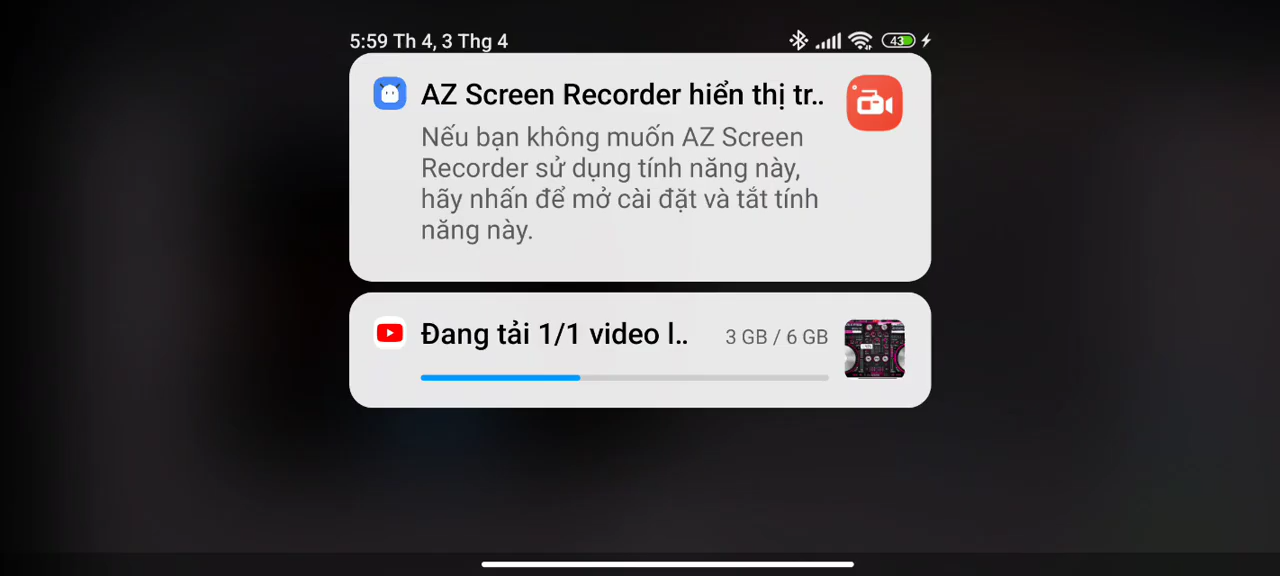 5:59 Th 4, 3 Thg 4
43
AZ Screen Recorder hiển thị tr..
Nếu bạn không muốn AZ Screen
Recorder sử dụng tính năng này,
hãy nhấn để mở cài đặt và tắt tính
năng này.
Đang tải 1/1 video l..
3 GB / 6 GB